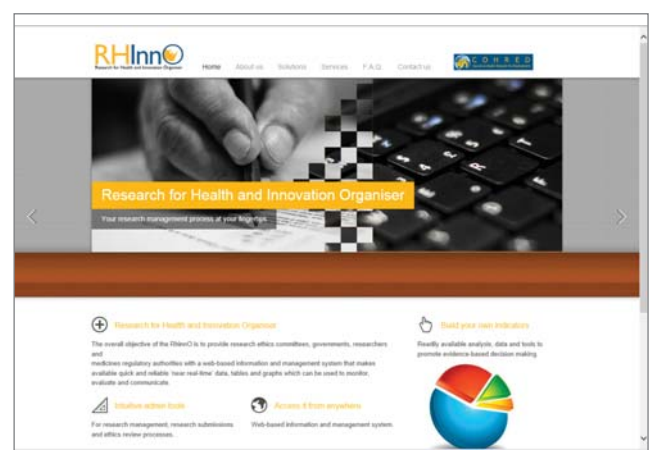 RHInnO
Research for Health and Innovation Organiser
Home About us Solutions Services F.A.Q. Contact us
COHRED
Research for Health and Innovation Organiser
Your research management process at your fingertips
Research for Health and Innovation Organiser
The overall objective of the RhinnO is to provide research ethics committees, governments, researchers
and
medicines regulatory authorities with a web-based information and management system that makes
available quick and reliable 'near real-time' data, tables and graphs which can be used to monitor,
evaluate and communicate.
Build your own indicators
Readily available analysis, data and tools to
promote evidence-based decision making
Intuitive admin tools
For research management, research submissions
and ethics review processes.
Access it from anywhere
Web-based information and management system.